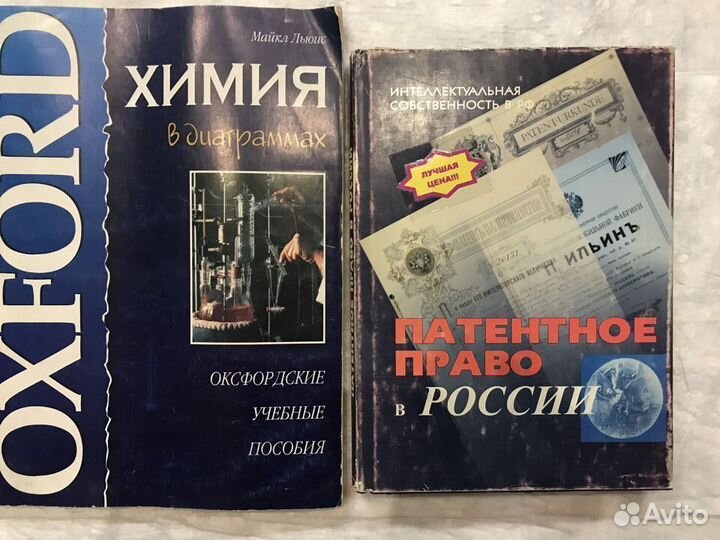 OXFORD
Майкл Льюис
ХИМИЯ
в диаграммах
ОКСФОРДСКИЕ
УЧЕБНЫЕ
ПОСОБИЯ
ИНТЕЛЛЕКТУАЛЬНАЯ
СОБСТВЕННОСТЬ В РФ
PATENTURKUNDE
ЛУЧШАЯ
ЦЕНА!!!
26151
П. ИЛЬИНЪ
ПАТЕНТНОЕ
ПРАВО
в РОССИИ
Avito